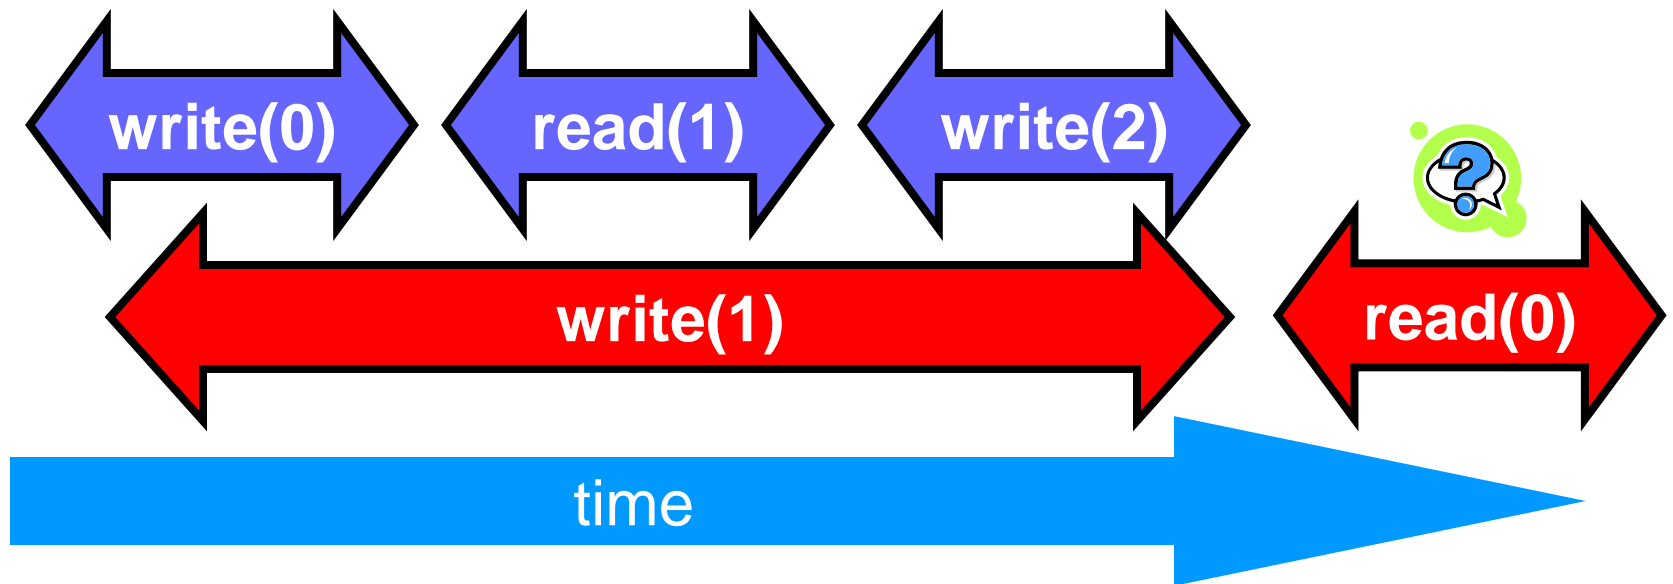 write(0) read(1) write(2)
?
write(1) read(0)
time